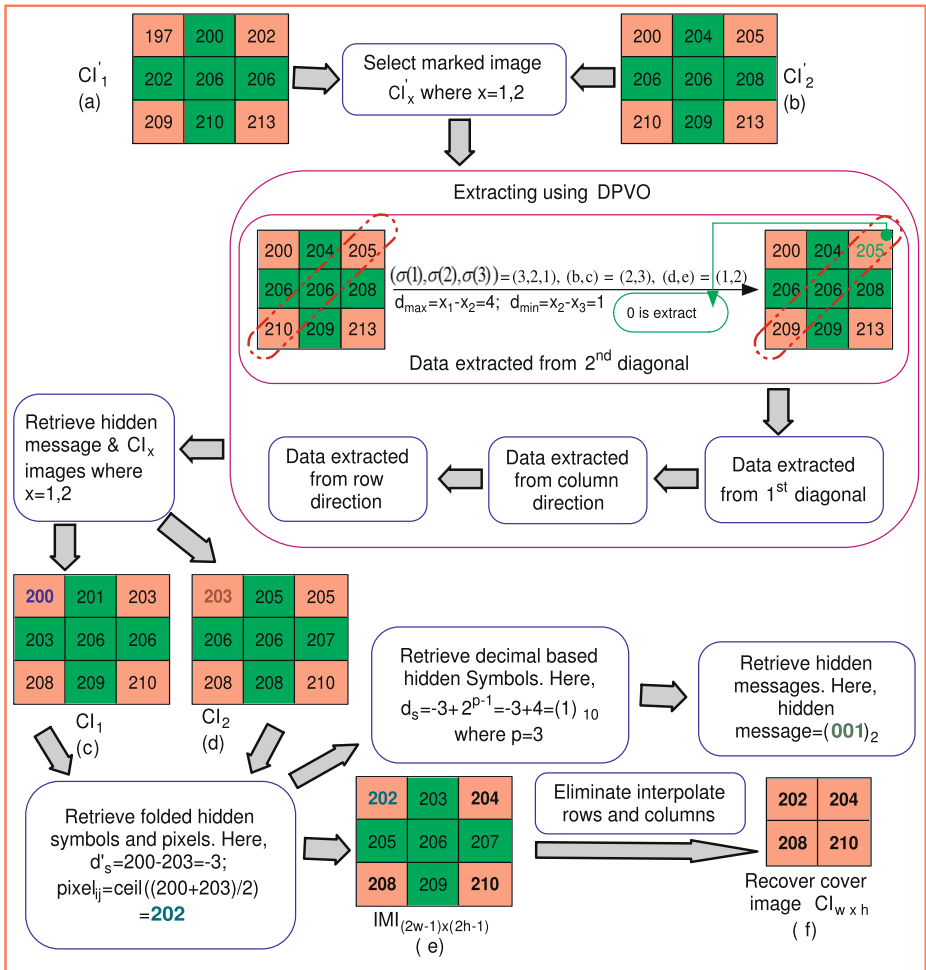 197 200 202
202 206 206
209 210 213
CI'1
(a)
Select marked image
CI'x where x=1,2
200 204 205
206 206 208
210 209 213
CI'2
(b)
Extracting using DPVO
200 204 205
206 206 208
210 209 213
(σ(1),σ(2),σ(3))=(3,2,1), (b,c) = (2,3), (d,e) = (1,2)
dmax=x1-x2=4; dmin=x2-x3=1
0 is extract
200 204 205
206 206 208
209 209 213
Data extracted from 2nd diagonal
Data extracted
from 1st diagonal
Data extracted
from column
direction
Data extracted
from row
direction
Retrieve hidden
message & CIx
images where
x=1,2
200 201 203
203 206 206
208 209 210
CI1
(c)
203 205 205
206 206 207
208 208 210
CI2
(d)
Retrieve folded hidden
symbols and pixels. Here,
d's=200-203=-3;
pixelij=ceil((200+203)/2)
=202
Retrieve decimal based
hidden Symbols. Here,
ds=-3+2p-1=-3+4=(1) 10
where p=3
Retrieve hidden
messages. Here,
hidden
message=(001)2
202 203 204
205 206 207
208 209 210
IMI(2w-1)x(2h-1)
( e)
Eliminate interpolate
rows and columns
202 204
208 210
Recover cover
image CIw x h
( f)